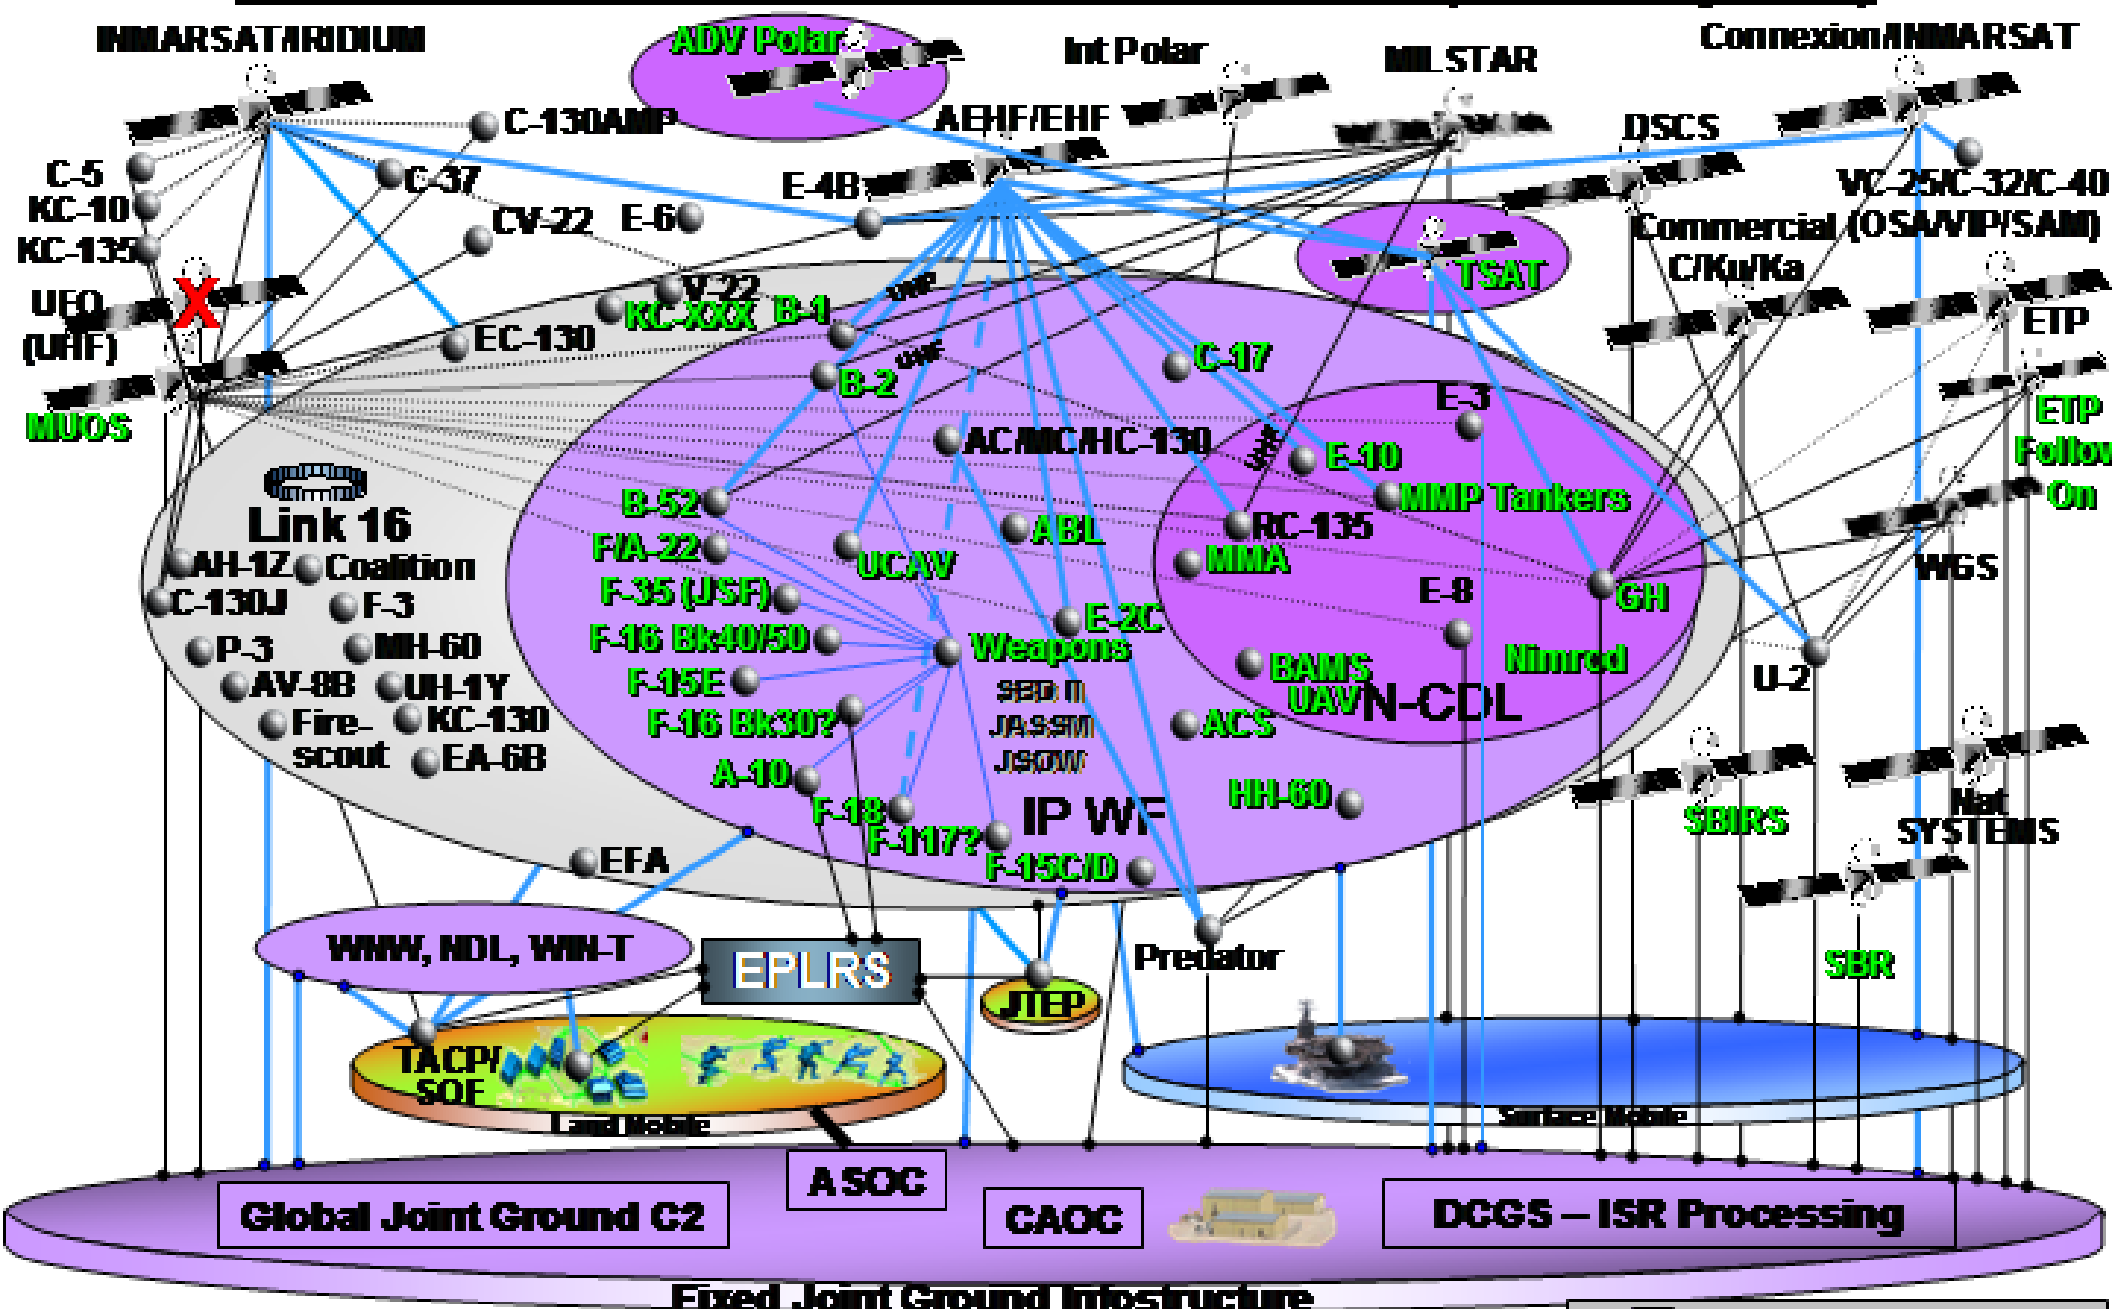 INMARSAT/IRIDIUM
ADV Polar
Int Polar
MILSTAR
Connexion/INMARSAT
C-130AMP
AEHF/EHF
DSCS
C-5
C-37
E-4B
VC-25/C-32/C-40
KC-10
CV-22
E-6
Commercial
(OSA/VIP/SAM)
KC-135
C/Ku/Ka
X
TSAT
UFO
(UHF)
V-22
KC-XXX
B-1
UHF
ETP
EC-130
UHF
C-17
B-2
MUOS
E-3
ETP
Follow
On
AC/MC/HC-130
E-10
Link 16
B-52
MMP Tankers
ABL
RC-135
F/A-22
UCAV
MMA
AH-1Z
Coalition
WGS
C-130J
F-3
F-35 (JSF)
E-8
GH
E-2C
P-3
MH-60
F-16 Bk40/50
Weapons
Nimrod
AV-8B
UH-1Y
F-15E
BAMS
UAV
U-2
SBD II
N-CDL
Fire-
scout
KC-130
F-16 Bk30?
JASSM
ACS
EA-6B
A-10
JSOW
HH-60
Nat
SYSTEMS
F-18
IP WF
SBIRS
F-117?
EFA
F-15C/D
WNW, NDL, WIN-T
EPLRS
Predator
SBR
JTEP
TACP/
SOF
Land Mobile
Surface Mobile
ASOC
Global Joint Ground C2
CAOC
DCGS – ISR Processing
Fixed Joint Ground Infostructure